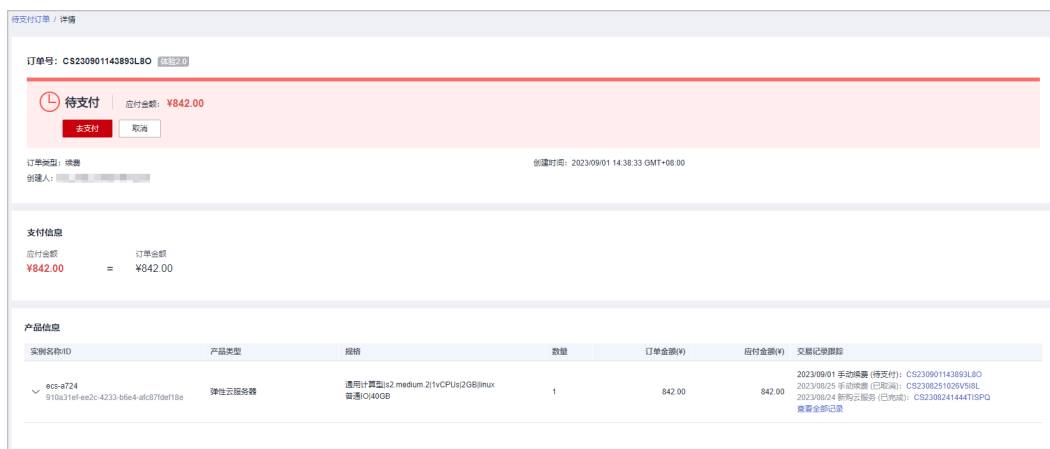 待支付订单 / 详情
订单号：CS230901143893L8O 体验2.0
待支付 应付金额：¥842.00
去支付 取消
订单类型：续费 创建时间：2023/09/01 14:38:33 GMT+08:00
创建人：
支付信息
应付金额 订单金额
¥842.00 = ¥842.00
产品信息
实例名称/ID 产品类型 规格 数量 订单金额(¥) 应付金额(¥) 交易记录跟踪
2023/09/01 手动续费 (待支付)：CS230901143893L8O
ecs-a724 通用计算型|s2.medium.2|1vCPUs|2GB|linux 2023/08/25 手动续费 (已取消)：CS2308251026V5I8L
弹性云服务器 1 842.00 842.00
910a31ef-ee2c-4233-b6e4-afc87fdef18e 普通IO|40GB 2023/08/24 新购云服务 (已完成)：CS2308241444TISPQ
查看全部记录